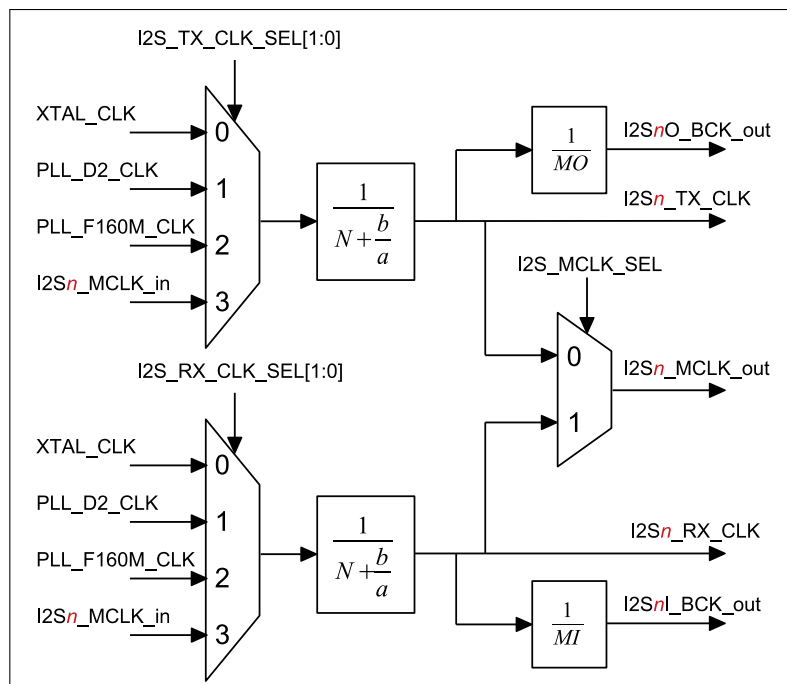 I2S_TX_CLK_SEL[1:0]
XTAL_CLK
0
PLL_D2_CLK
1
PLL_F160M_CLK
2
I2Sn_MCLK_in
3
1
N+b/a
1
MO
I2SnO_BCK_out
I2Sn_TX_CLK
I2S_MCLK_SEL
0
1
I2Sn_MCLK_out
I2S_RX_CLK_SEL[1:0]
XTAL_CLK
0
PLL_D2_CLK
1
PLL_F160M_CLK
2
I2Sn_MCLK_in
3
1
N+b/a
I2Sn_RX_CLK
1
MI
I2SnI_BCK_out